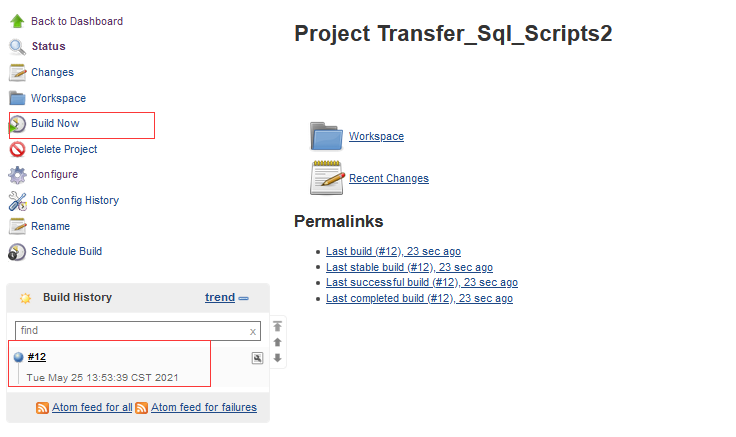 Back to Dashboard
Status
Changes
Workspace
Build Now
Delete Project
Configure
Job Config History
Rename
Schedule Build
Build History
trend
find
x
#12
Tue May 25 13:53:39 CST 2021
Atom feed for all
Atom feed for failures
Project Transfer_Sql_Scripts2
Workspace
Recent Changes
Permalinks
Last build (#12), 23 sec ago
Last stable build (#12), 23 sec ago
Last successful build (#12), 23 sec ago
Last completed build (#12), 23 sec ago